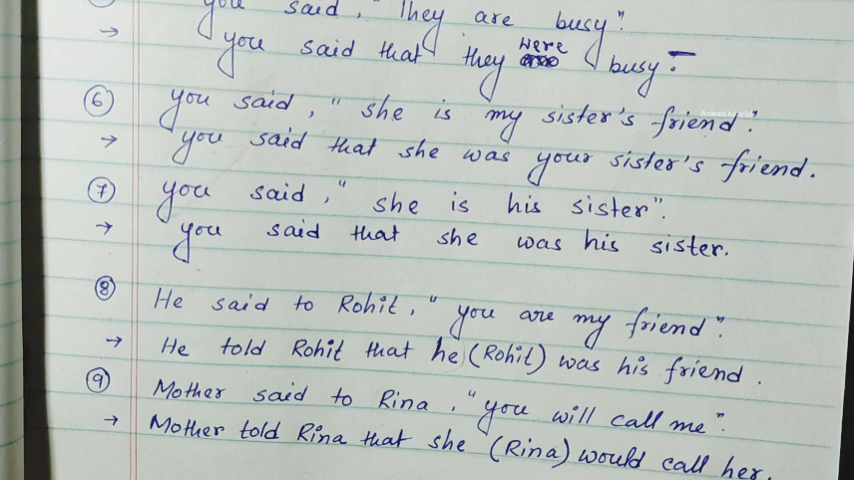 you said, "They are busy".
→ you said that they were busy.
⑥ you said, "she is my sister's friend".
→ you said that she was your sister's friend.
⑦ you said, "she is his sister".
→ you said that she was his sister.
⑧ He said to Rohit, "you are my friend".
→ He told Rohit that he (Rohit) was his friend.
⑨ Mother said to Rina, "you will call me".
→ Mother told Rina that she (Rina) would call her.